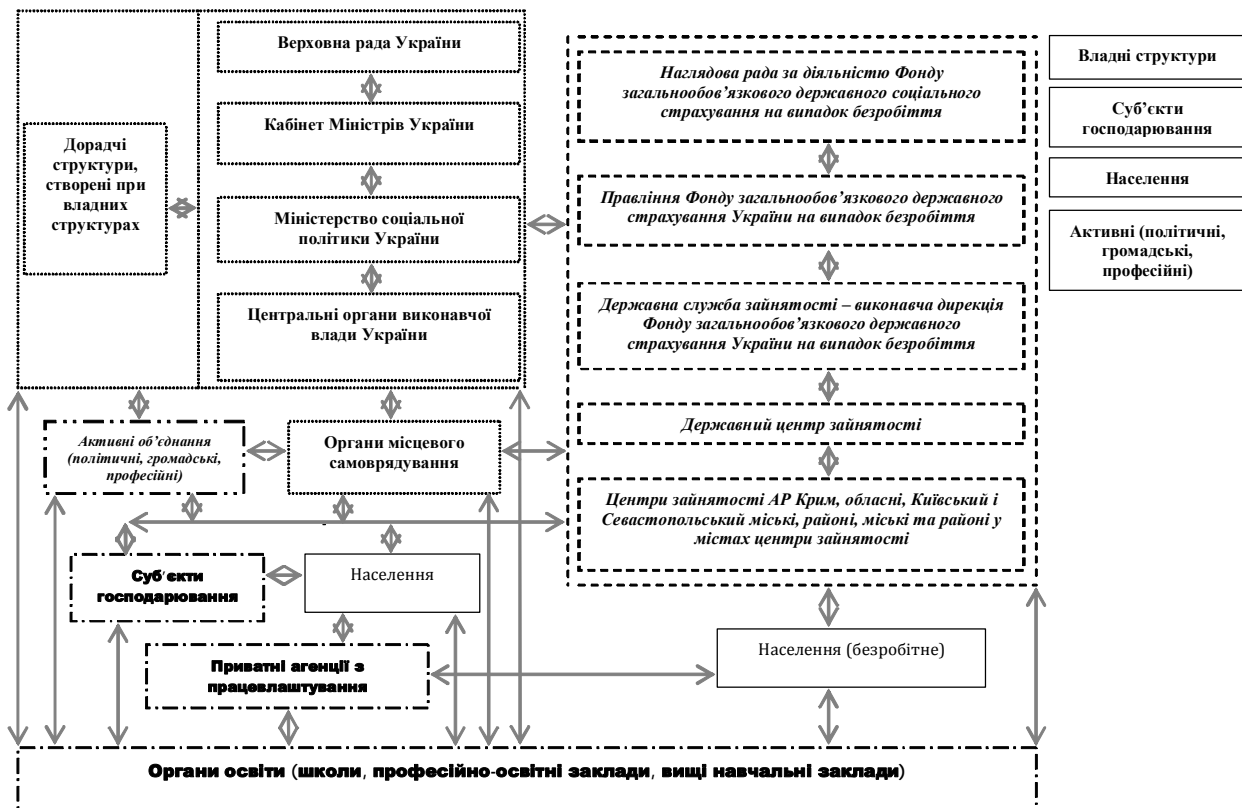 Верховна рада України
Кабінет Міністрів України
Дорадчі
структури,
створені при
владних
структурах
Міністерство соціальної
політики України
Центральні органи виконавчої
влади України
Наглядова рада за діяльністю Фонду
загальнообов’язкового державного соціального
страхування на випадок безробіття
Правління Фонду загальнообов’язкового державного
страхування України на випадок безробіття
Державна служба зайнятості – виконавча дирекція
Фонду загальнообов’язкового державного
страхування України на випадок безробіття
Державний центр зайнятості
Центри зайнятості АР Крим, обласні, Київський і
Севастопольський міські, районі, міські та районі у
містах центри зайнятості
Владні структури
Суб’єкти
господарювання
Населення
Активні (політичні,
громадські,
професійні)
Активні об’єднання
(політичні, громадські,
професійні)
Органи місцевого
самоврядування
Суб’єкти
господарювання
Населення
Приватні агенції з
працевлаштування
Населення (безробітне)
Органи освіти (школи, професійно-освітні заклади, вищі навчальні заклади)